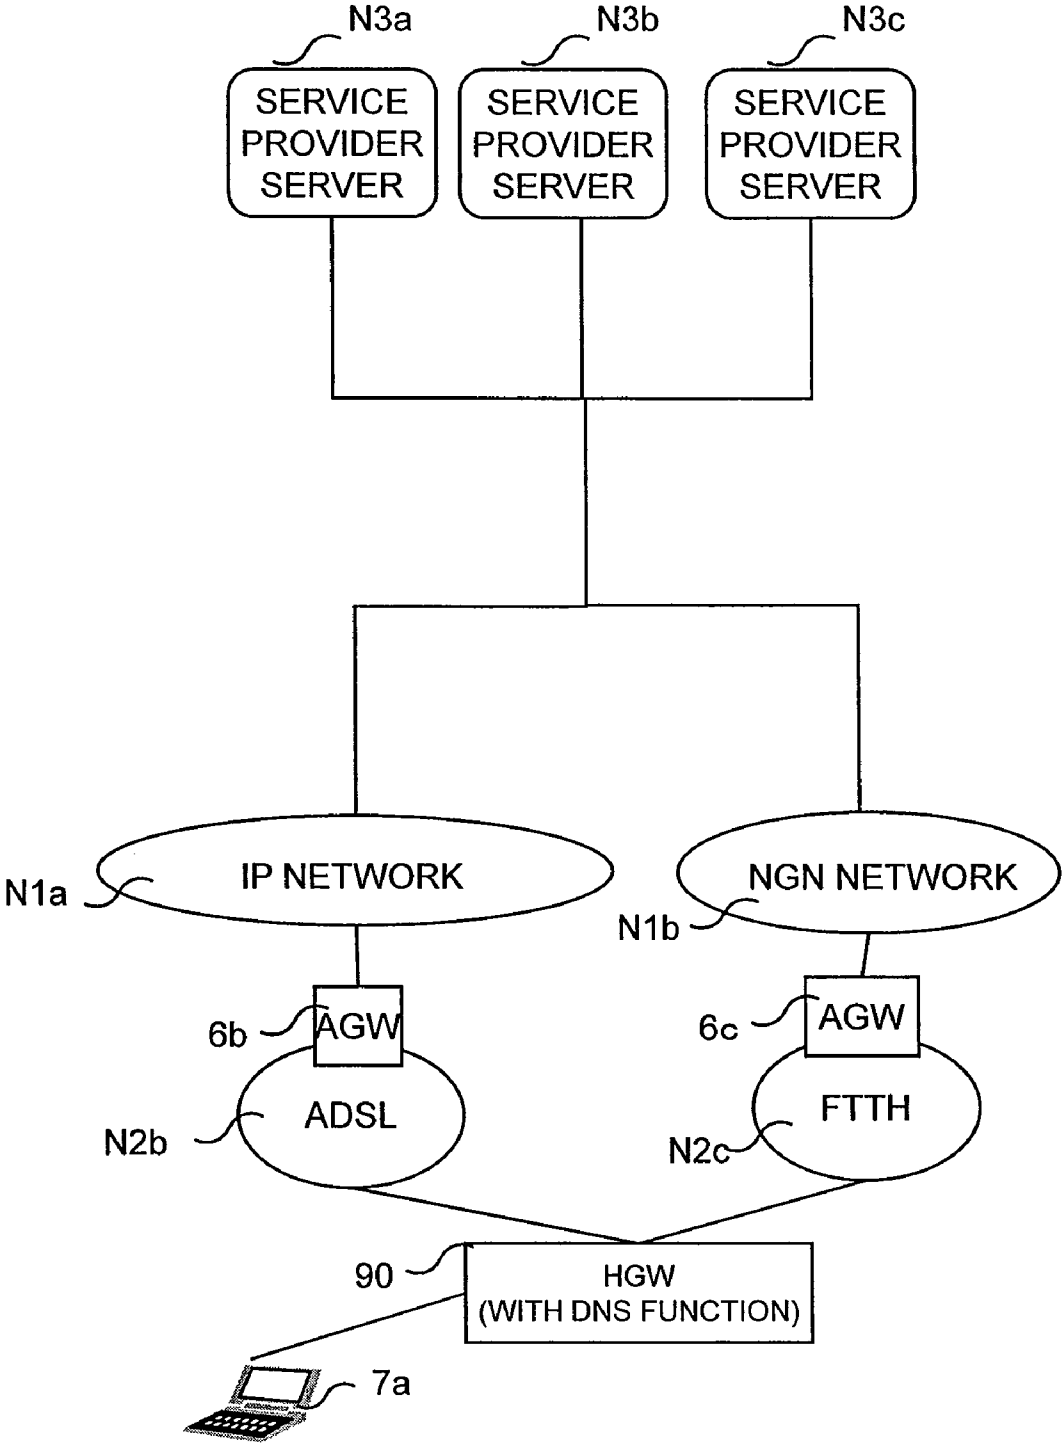 N3a
N3b
N3c
SERVICE
PROVIDER
SERVER
SERVICE
PROVIDER
SERVER
SERVICE
PROVIDER
SERVER
IP NETWORK
N1a
NGN NETWORK
N1b
6b
AGW
6c
AGW
ADSL
N2b
FTTH
N2c
90
HGW
(WITH DNS FUNCTION)
7a